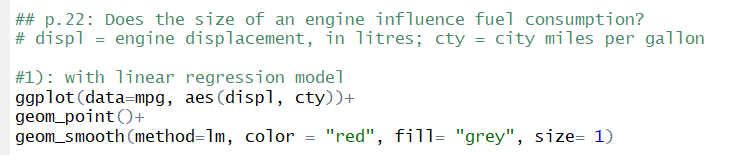 ## p.22: Does the size of an engine influence fuel consumption?
# displ = engine displacement, in litres; cty = city miles per gallon
#1): with linear regression model
ggplot(data=mpg, aes(displ, cty))+
geom_point()+
geom_smooth(method=lm, color = "red", fill= "grey", size= 1)